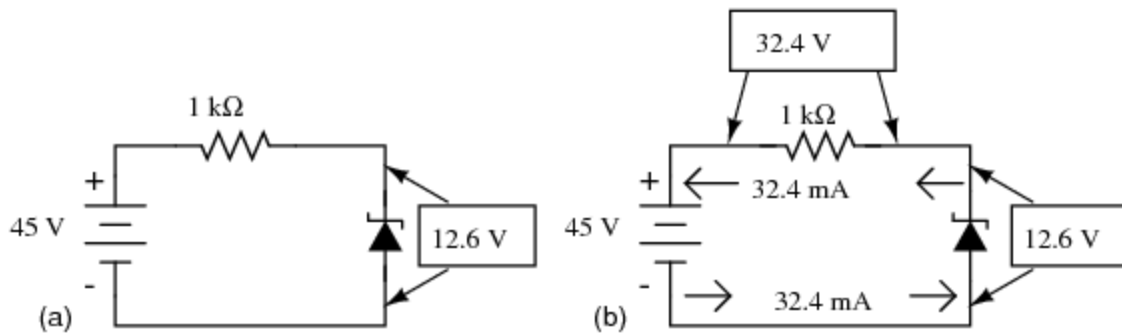 1 kΩ
+
45 V
-
12.6 V
(a)
32.4 V
1 kΩ
+
32.4 mA
45 V
-
12.6 V
32.4 mA
(b)